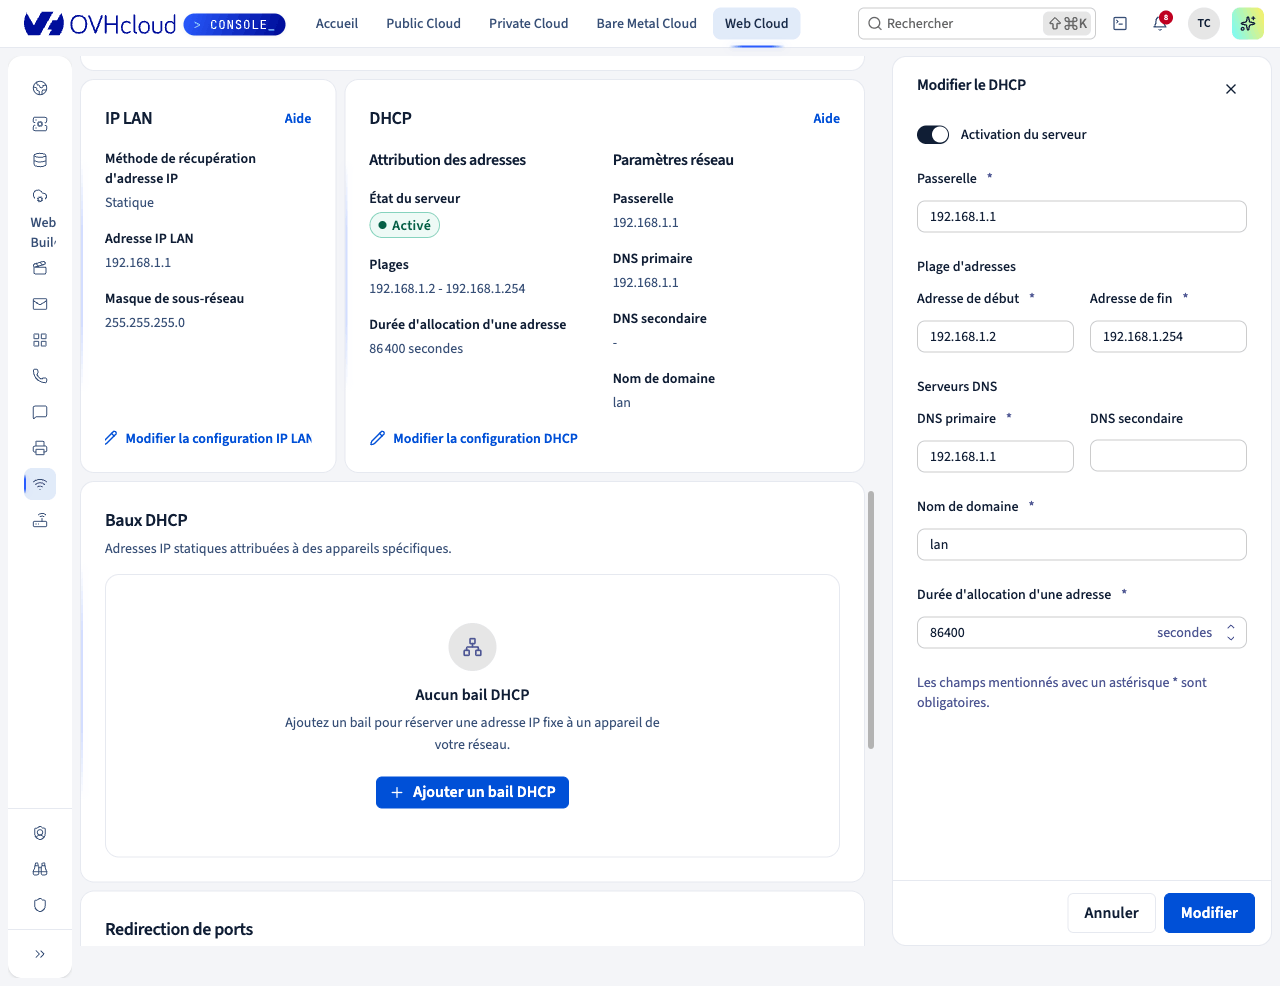 OVHcloud
> CONSOLE_
Accueil
Public Cloud
Private Cloud
Bare Metal Cloud
Web Cloud
Rechercher
⇧⌘K
8
TC
Web
IP LAN
Aide
Méthode de récupération
d'adresse IP
Statique
Adresse IP LAN
192.168.1.1
Masque de sous-réseau
255.255.255.0
Modifier la configuration IP LAN
DHCP
Aide
Attribution des adresses
État du serveur
Activé
Plages
192.168.1.2 - 192.168.1.254
Durée d'allocation d'une adresse
86 400 secondes
Paramètres réseau
Passerelle
192.168.1.1
DNS primaire
192.168.1.1
DNS secondaire
-
Nom de domaine
lan
Modifier la configuration DHCP
Baux DHCP
Adresses IP statiques attribuées à des appareils spécifiques.
Aucun bail DHCP
Ajoutez un bail pour réserver une adresse IP fixe à un appareil de
votre réseau.
+ Ajouter un bail DHCP
Redirection de ports
Modifier le DHCP
Activation du serveur
Passerelle *
192.168.1.1
Plage d'adresses
Adresse de début *
Adresse de fin *
192.168.1.2
192.168.1.254
Serveurs DNS
DNS primaire *
DNS secondaire
192.168.1.1
Nom de domaine *
lan
Durée d'allocation d'une adresse *
86400 secondes
Les champs mentionnés avec un astérisque * sont
obligatoires.
Annuler
Modifier